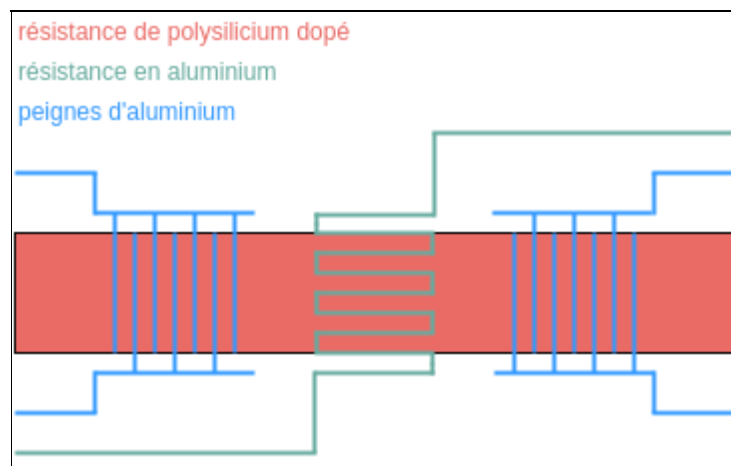 résistance de polysilicium dopé
résistance en aluminium
peignes d'aluminium